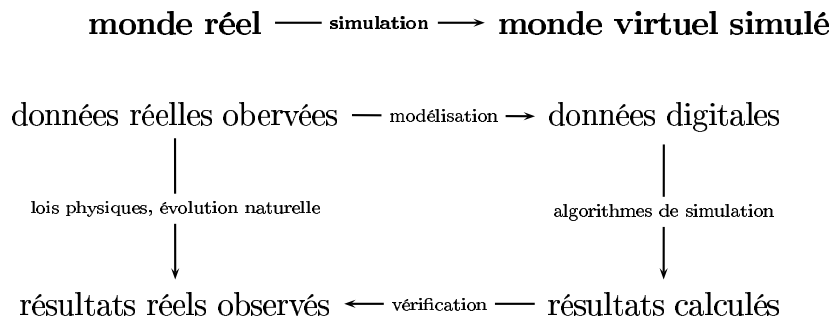 monde réel simulation monde virtuel simulé
données réelles obervées modélisation données digitales
lois physiques, évolution naturelle algorithmes de simulation
résultats réels observés vérification résultats calculés